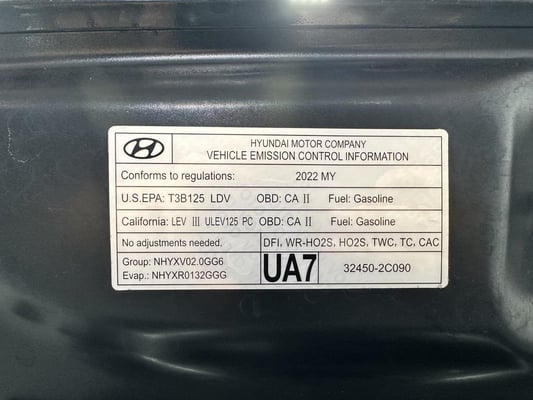 HYUNDAI MOTOR COMPANY
VEHICLE EMISSION CONTROL INFORMATION
Conforms to regulations: 2022 MY
U.S.EPA: T3B125 LDV OBD: CA II Fuel: Gasoline
California: LEV III ULEV125 PC OBD: CA II Fuel: Gasoline
No adjustments needed. DFI, WR-HO2S, HO2S, TWC, TC, CAC
Group: NHYXV02.0GG6
Evap.: NHYXR0132GGG
UA7 32450-2C090